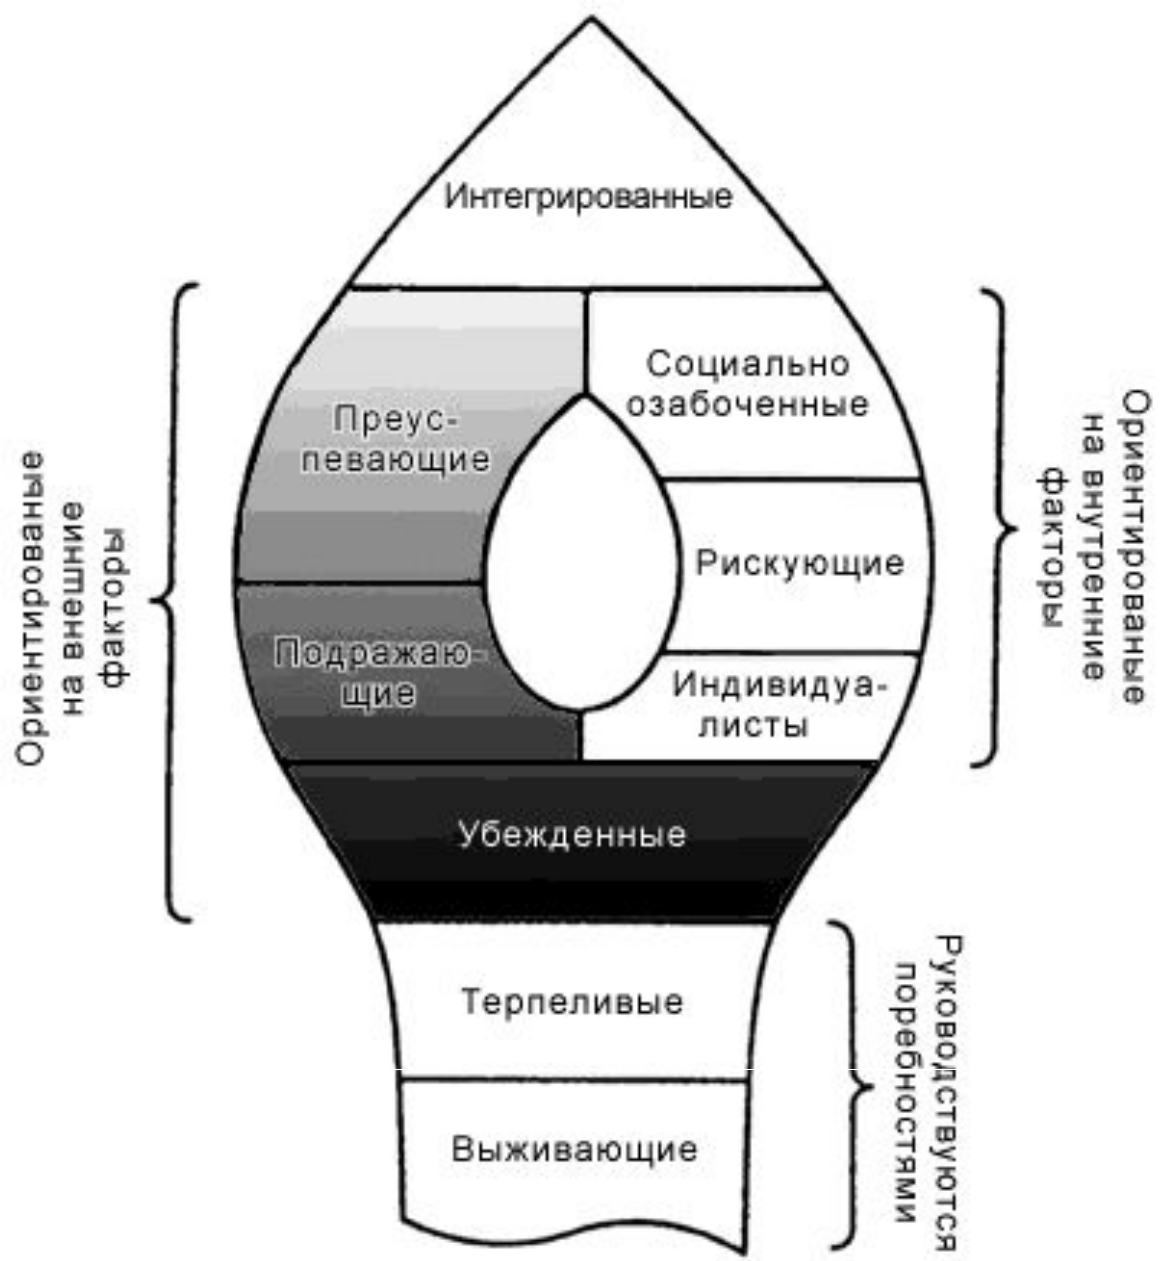 Интегрированные
Преус-
певающие
Социально
озабоченные
Рискующие
Подражаю-
щие
Индивидуа-
листы
Убежденные
Терпеливые
Выживающие
Ориентированые
на внешние
факторы
Ориентированые
на внутренние
факторы
Руководствуются
поребностями